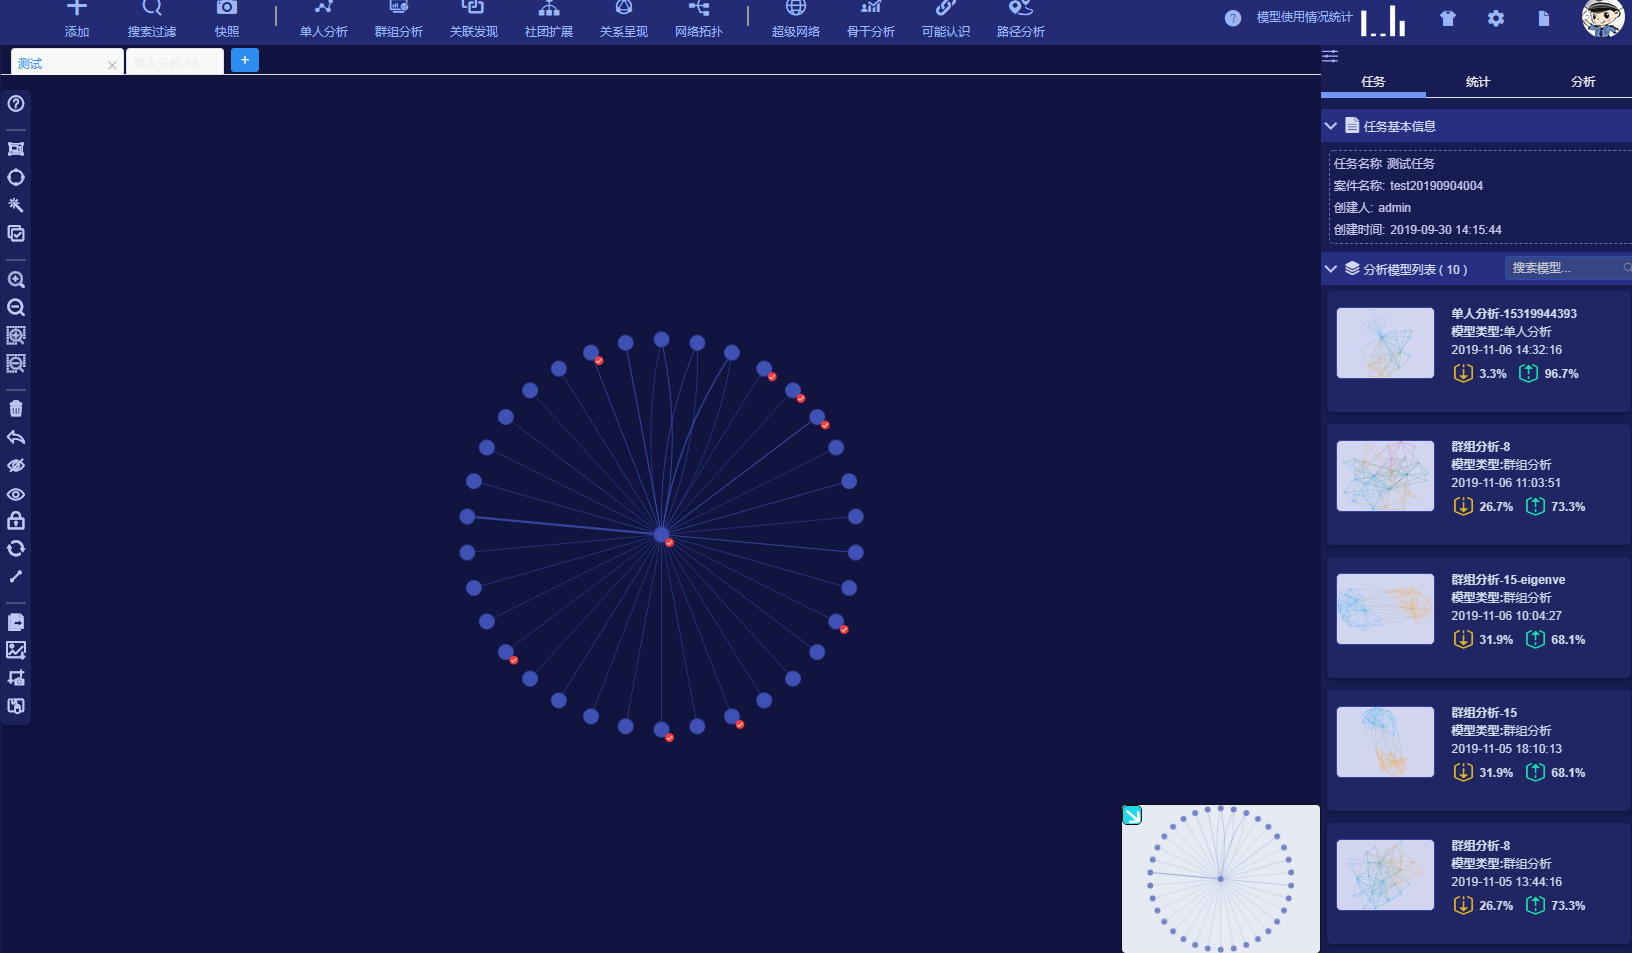 添加 搜索过滤 快照 单人分析 群组分析 关联发现 社团扩展 关系呈现 网络拓扑 超级网络 骨干分析 可能认识 路径分析 模型使用情况统计
测试 单人分析-15...
任务 统计 分析
任务基本信息
任务名称 测试任务
案件名称: test20190904004
创建人: admin
创建时间: 2019-09-30 14:15:44
分析模型列表 ( 10 ) 搜索模型...
单人分析-15319944393
模型类型:单人分析
2019-11-06 14:32:16
3.3% 96.7%
群组分析-8
模型类型:群组分析
2019-11-06 11:03:51
26.7% 73.3%
群组分析-15-eigenve
模型类型:群组分析
2019-11-06 10:04:27
31.9% 68.1%
群组分析-15
模型类型:群组分析
2019-11-05 18:10:13
31.9% 68.1%
群组分析-8
模型类型:群组分析
2019-11-05 13:44:16
26.7% 73.3%